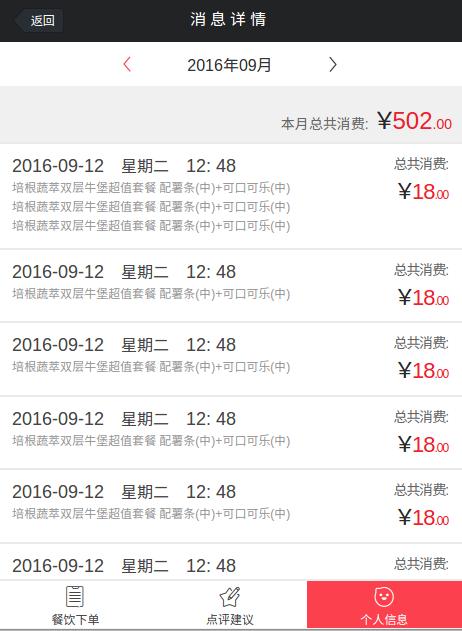 返回
消息详情
2016年09月
本月总共消费: ¥502.00
2016-09-12 星期二 12: 48 总共消费:
培根蔬萃双层牛堡超值套餐 配薯条(中)+可口可乐(中) ¥18.00
培根蔬萃双层牛堡超值套餐 配薯条(中)+可口可乐(中)
培根蔬萃双层牛堡超值套餐 配薯条(中)+可口可乐(中)
2016-09-12 星期二 12: 48 总共消费:
培根蔬萃双层牛堡超值套餐 配薯条(中)+可口可乐(中) ¥18.00
2016-09-12 星期二 12: 48 总共消费:
培根蔬萃双层牛堡超值套餐 配薯条(中)+可口可乐(中) ¥18.00
2016-09-12 星期二 12: 48 总共消费:
培根蔬萃双层牛堡超值套餐 配薯条(中)+可口可乐(中) ¥18.00
2016-09-12 星期二 12: 48 总共消费:
培根蔬萃双层牛堡超值套餐 配薯条(中)+可口可乐(中) ¥18.00
2016-09-12 星期二 12: 48 总共消费:
餐饮下单 点评建议 个人信息